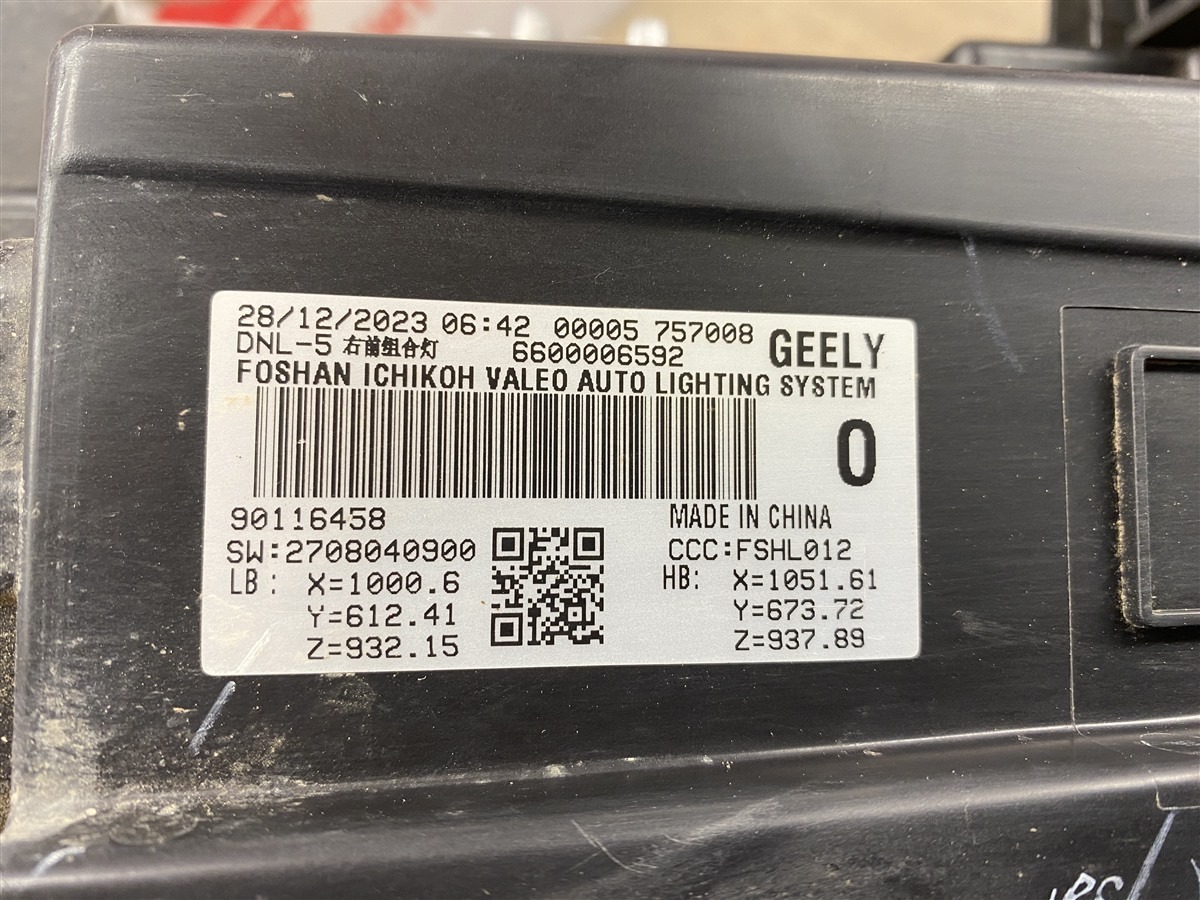 28/12/2023 06:42 00005 757008
DNL-5 右前组合灯 6600006592 GEELY
FOSHAN ICHIKOH VALEO AUTO LIGHTING SYSTEM
0
90116458 MADE IN CHINA
SW:2708040900 CCC:FSHL012
LB: X=1000.6 HB: X=1051.61
Y=612.41 Y=673.72
Z=932.15 Z=937.89